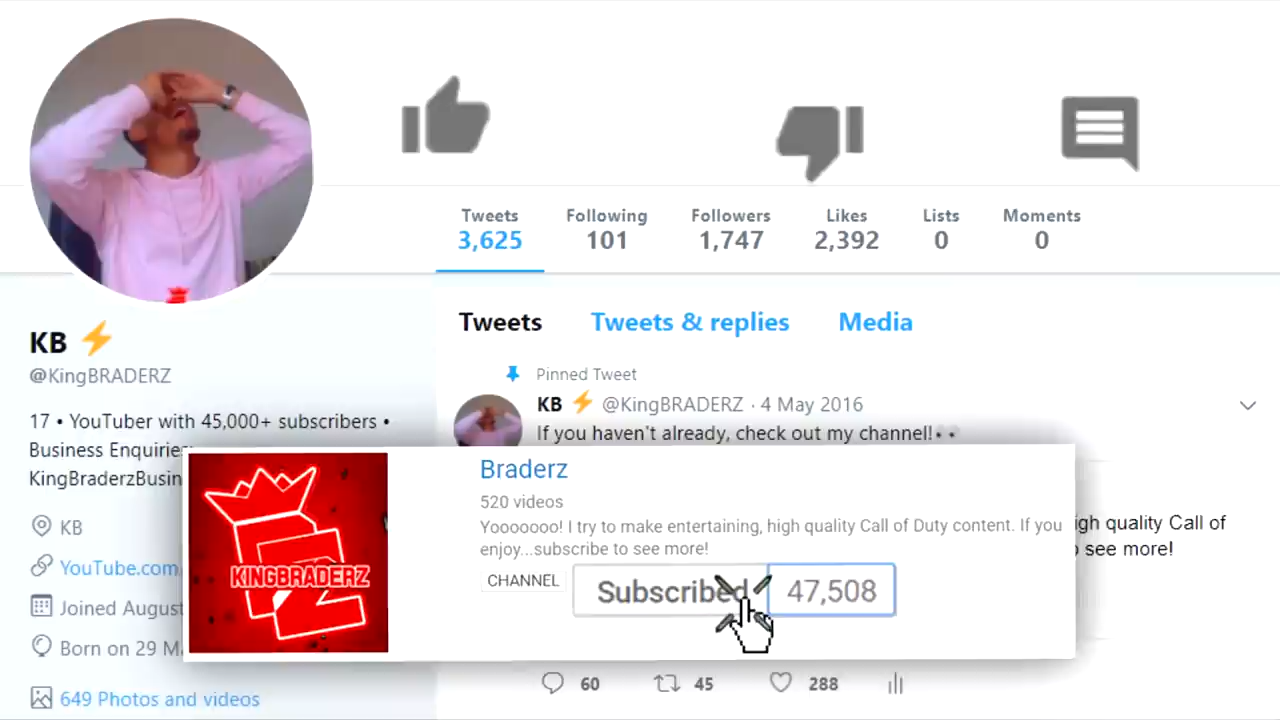 Tweets Following Followers Likes Lists Moments
3,625 101 1,747 2,392 0 0
KB
@KingBRADERZ
17 • YouTuber with 45,000+ subscribers •
Business Enquiries
KingBraderzBusin
KB
YouTube.com
Joined August
Born on 29 M
649 Photos and videos
Tweets Tweets & replies Media
Pinned Tweet
KB @KingBRADERZ · 4 May 2016
If you haven't already, check out my channel!
igh quality Call of
see more!
KINGBRADERZ
Braderz
520 videos
Yooooooo! I try to make entertaining, high quality Call of Duty content. If you
enjoy...subscribe to see more!
CHANNEL
Subscribed 47,508
60 45 288